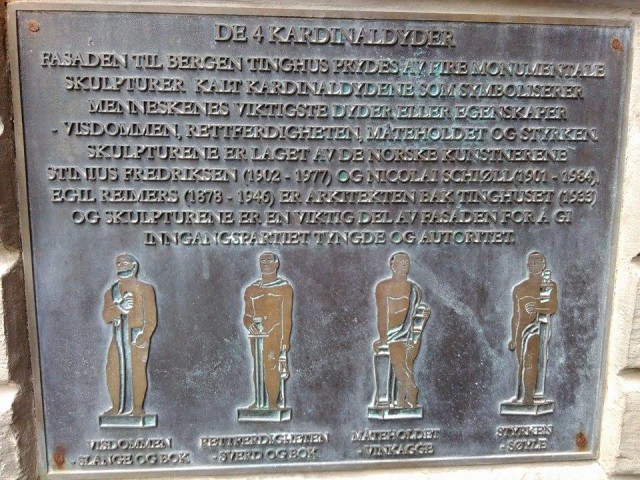 DE 4 KARDINALDYDER
FASADEN TIL BERGEN TINGHUS PRYDES AV FIRE MONUMENTALE
SKULPTURER KALT KARDINALDYDENE SOM SYMBOLISERER
MENNESKENES VIKTIGSTE DYDER ELLER EGENSKAPER
- VISDOMMEN, RETTFERDIGHETEN, MÅTEHOLDET OG STYRKEN.
SKULPTURENE ER LAGET AV DE NORSKE KUNSTNERENE
STINIUS FREDRIKSEN (1902 - 1977) OG NICOLAI SCHIØLL (1901 - 1984).
EGIL REIMERS (1878 - 1946) ER ARKITEKTEN BAK TINGHUSET (1933)
OG SKULPTURENE ER EN VIKTIG DEL AV FASADEN FOR Å GI
INNGANGSPARTIET TYNGDE OG AUTORITET.
VISDOMMEN
- SLANGE OG BOK
RETTFERDIGHETEN
- SVERD OG BOK
MÅTEHOLDET
- VINKAGGE
STYRKEN
- SØYLE